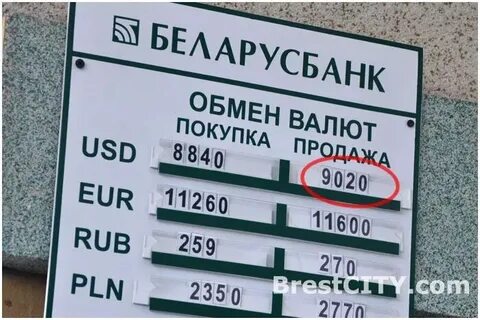 БЕЛАРУСБАНК
ОБМЕН ВАЛЮТ
ПОКУПКА ПРОДАЖА
USD 8840 9020
EUR 11260 11600
RUB 259 270
PLN 2350 2770
BrestCITY.com